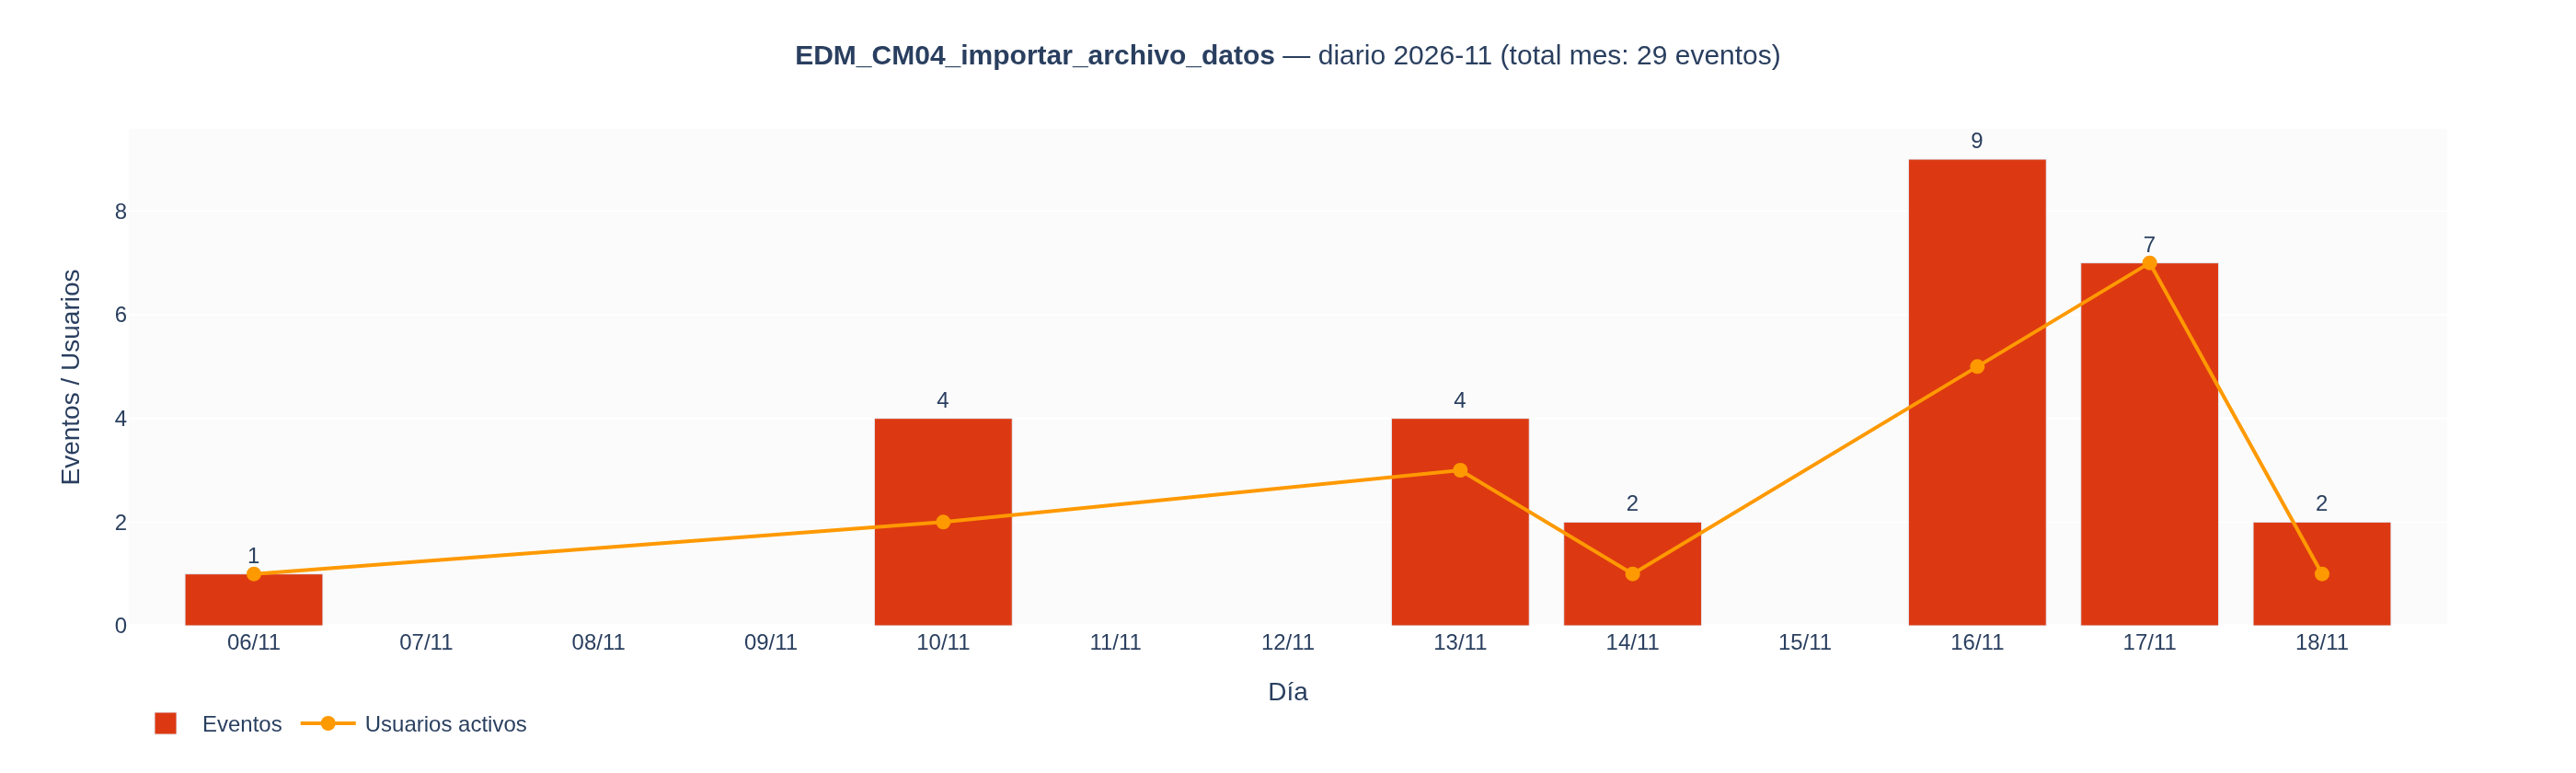 EDM_CM04_importar_archivo_datos — diario 2026-11 (total mes: 29 eventos)
Eventos / Usuarios
8
6
4
2
0
1
4
4
2
9
7
2
06/11 07/11 08/11 09/11 10/11 11/11 12/11 13/11 14/11 15/11 16/11 17/11 18/11
Día
Eventos Usuarios activos